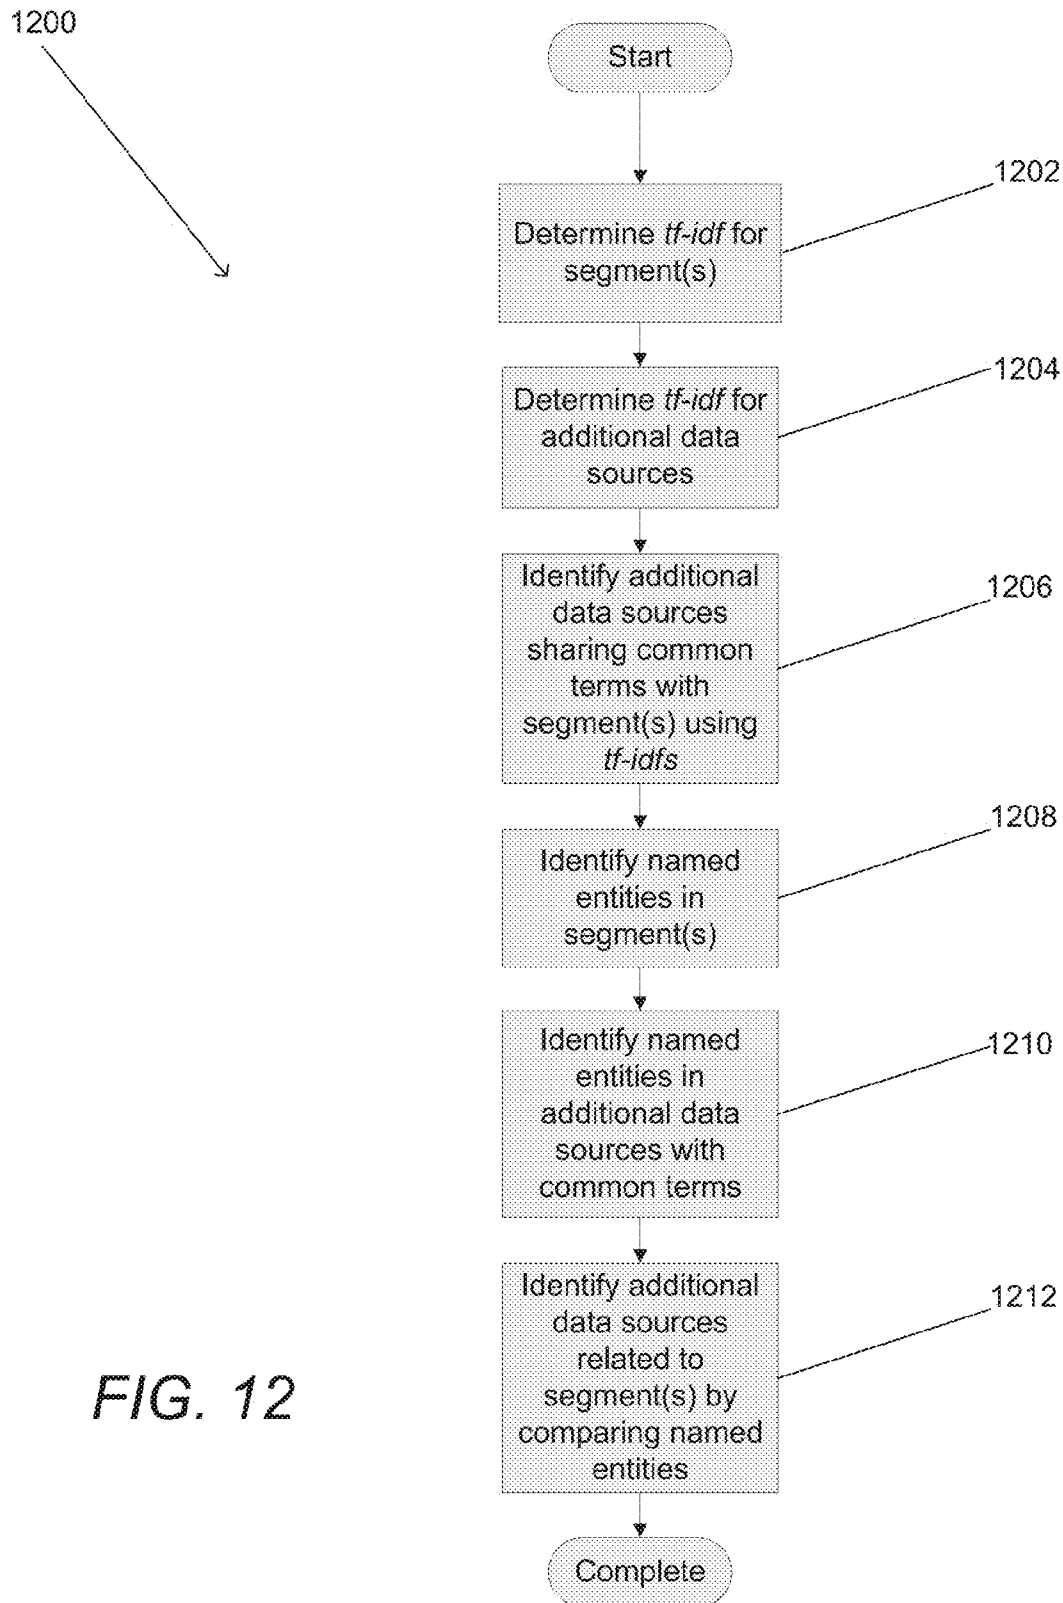 1200
Start
1202
Determine tf-idf for
segment(s)
1204
Determine tf-idf for
additional data
sources
1206
Identify additional
data sources
sharing common
terms with
segment(s) using
tf-idfs
1208
Identify named
entities in
segment(s)
1210
Identify named
entities in
additional data
sources with
common terms
1212
Identify additional
data sources
related to
segment(s) by
comparing named
entities
FIG. 12
Complete